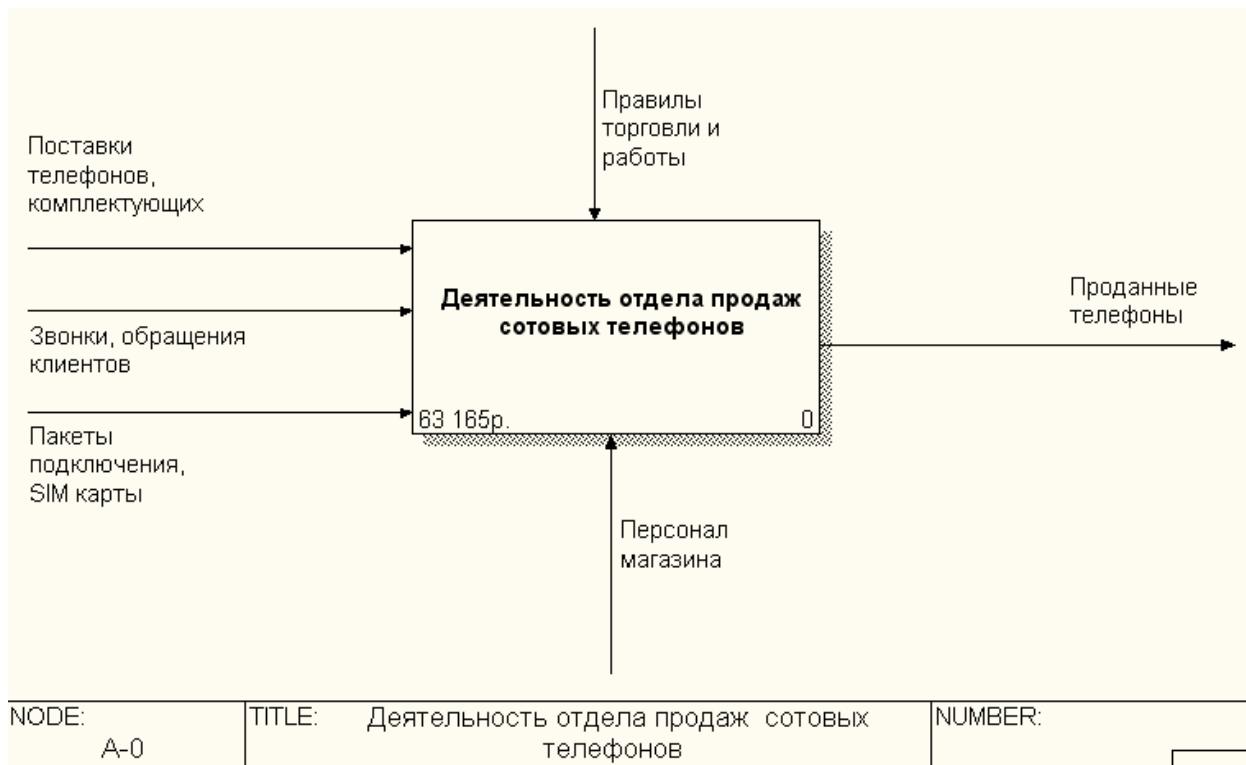 Правилы
торговли и
работы
Поставки
телефонов,
комплектующих
Звонки, обращения
клиентов
Пакеты
подключения,
SIM карты
Деятельность отдела продаж
сотовых телефонов
63 165р.
0
Проданные
телефоны
Персонал
магазина
NODE:
A-0
TITLE:
Деятельность отдела продаж сотовых
телефонов
NUMBER: